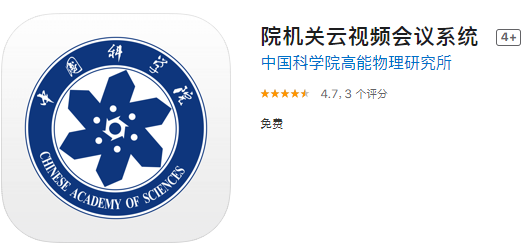 中国科学院
CHINESE ACADEMY OF SCIENCES
院机关云视频会议系统 4+
中国科学院高能物理研究所
4.7, 3 个评分
免费